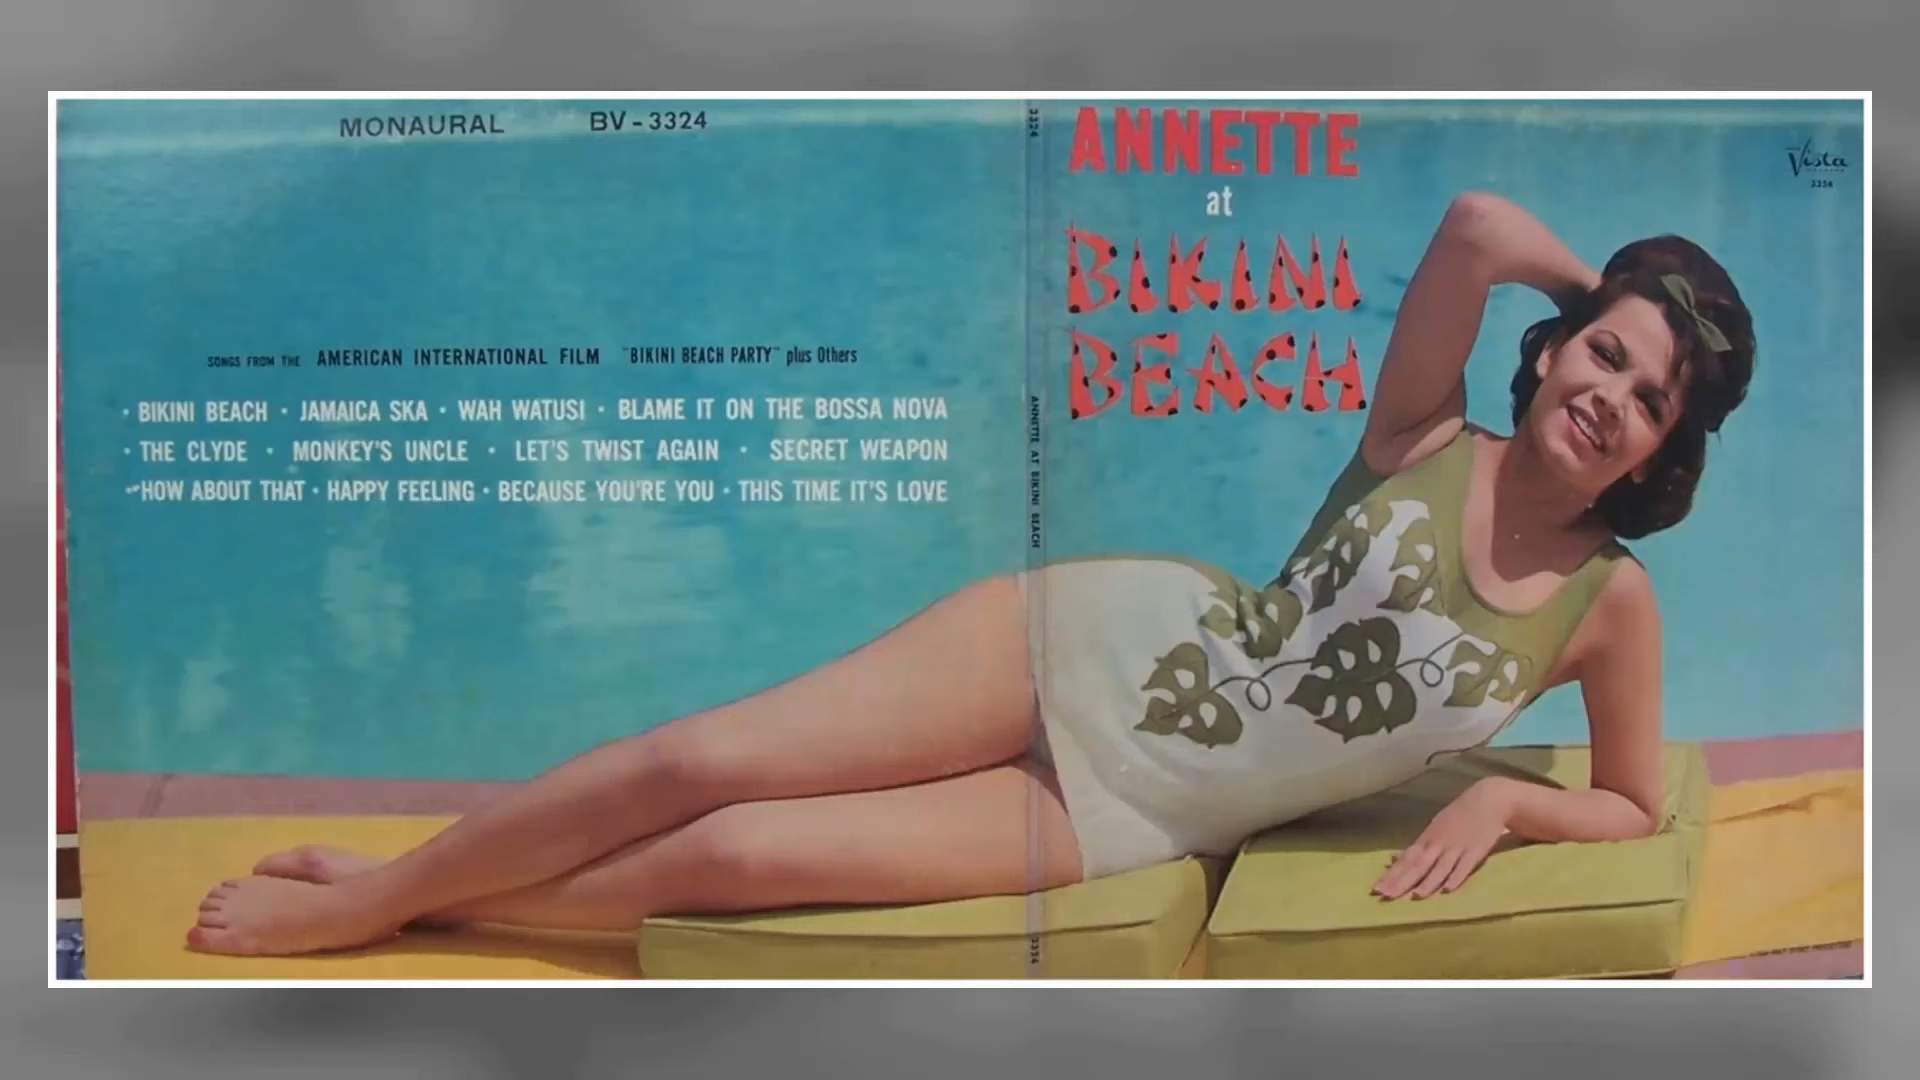 MONAURAL BV-3324
SONGS FROM THE AMERICAN INTERNATIONAL FILM "BIKINI BEACH PARTY" plus Others
• BIKINI BEACH • JAMAICA SKA • WAH WATUSI • BLAME IT ON THE BOSSA NOVA
• THE CLYDE • MONKEY'S UNCLE • LET'S TWIST AGAIN • SECRET WEAPON
• HOW ABOUT THAT • HAPPY FEELING • BECAUSE YOU'RE YOU • THIS TIME IT'S LOVE
3324
ANNETTE AT BIKINI BEACH
3324
ANNETTE
at
BIKINI
BEACH
Vista
3324